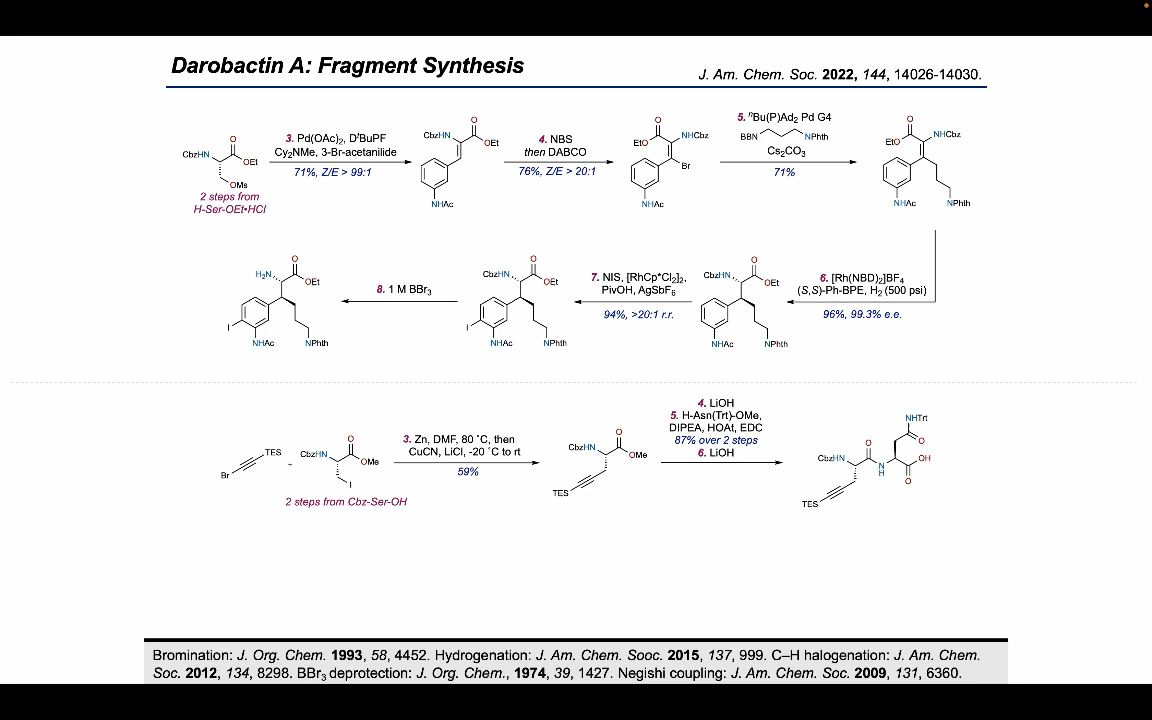 Darobactin A: Fragment Synthesis
J. Am. Chem. Soc. 2022, 144, 14026-14030.
CbzHN
O
OEt
OMs
2 steps from
H-Ser-OEt•HCl
3. Pd(OAc)2, DtBuPF
Cy2NMe, 3-Br-acetanilide
71%, Z/E > 99:1
CbzHN
O
OEt
NHAc
4. NBS
then DABCO
76%, Z/E > 20:1
O
EtO
NHCbz
Br
NHAc
5. nBu(P)Ad2 Pd G4
BBN
NPhth
Cs2CO3
71%
O
EtO
NHCbz
NHAc
NPhth
6. [Rh(NBD)2]BF4
(S,S)-Ph-BPE, H2 (500 psi)
96%, 99.3% e.e.
CbzHN
O
OEt
NHAc
NPhth
7. NIS, [RhCp*Cl2]2,
PivOH, AgSbF6
94%, >20:1 r.r.
CbzHN
O
OEt
I
NHAc
NPhth
8. 1 M BBr3
H2N
O
OEt
I
NHAc
NPhth
Br
TES
+
CbzHN
O
OMe
I
2 steps from Cbz-Ser-OH
3. Zn, DMF, 80 ˚C, then
CuCN, LiCl, -20 ˚C to rt
59%
CbzHN
O
OMe
TES
4. LiOH
5. H-Asn(Trt)-OMe,
DIPEA, HOAt, EDC
87% over 2 steps
6. LiOH
NHTrt
O
O
CbzHN
N
H
OH
O
TES
Bromination: J. Org. Chem. 1993, 58, 4452. Hydrogenation: J. Am. Chem. Sooc. 2015, 137, 999. C–H halogenation: J. Am. Chem.
Soc. 2012, 134, 8298. BBr3 deprotection: J. Org. Chem., 1974, 39, 1427. Negishi coupling: J. Am. Chem. Soc. 2009, 131, 6360.